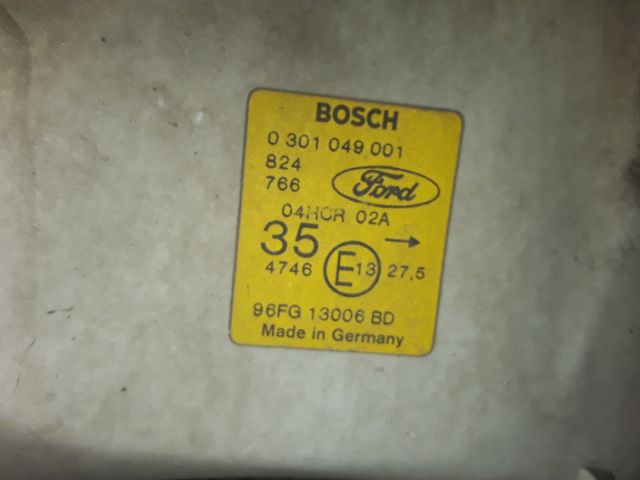 BOSCH
0 301 049 001
824
766 Ford
04HCR 02A
35 →
4746 E13 27,5
96FG 13006 BD
Made in Germany